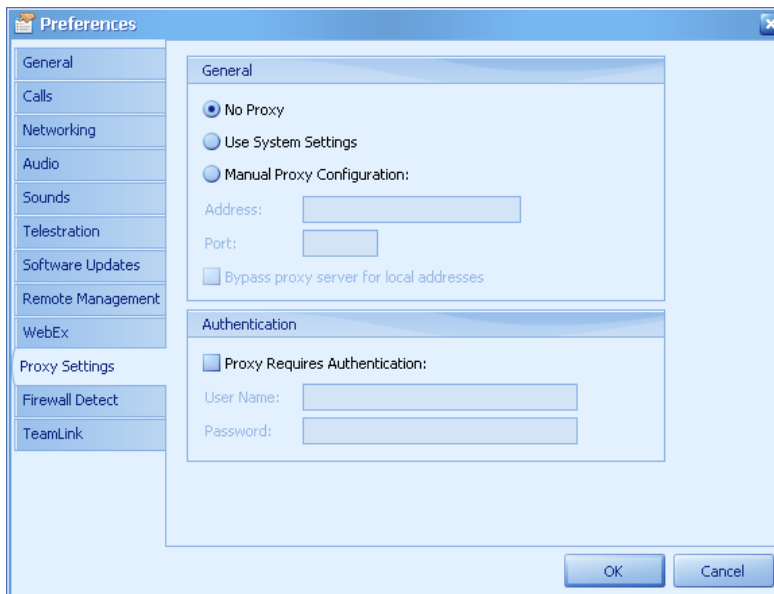 Preferences
General
Calls
Networking
Audio
Sounds
Telestration
Software Updates
Remote Management
WebEx
Proxy Settings
Firewall Detect
TeamLink
General
No Proxy
Use System Settings
Manual Proxy Configuration:
Address:
Port:
Bypass proxy server for local addresses
Authentication
Proxy Requires Authentication:
User Name:
Password:
OK
Cancel